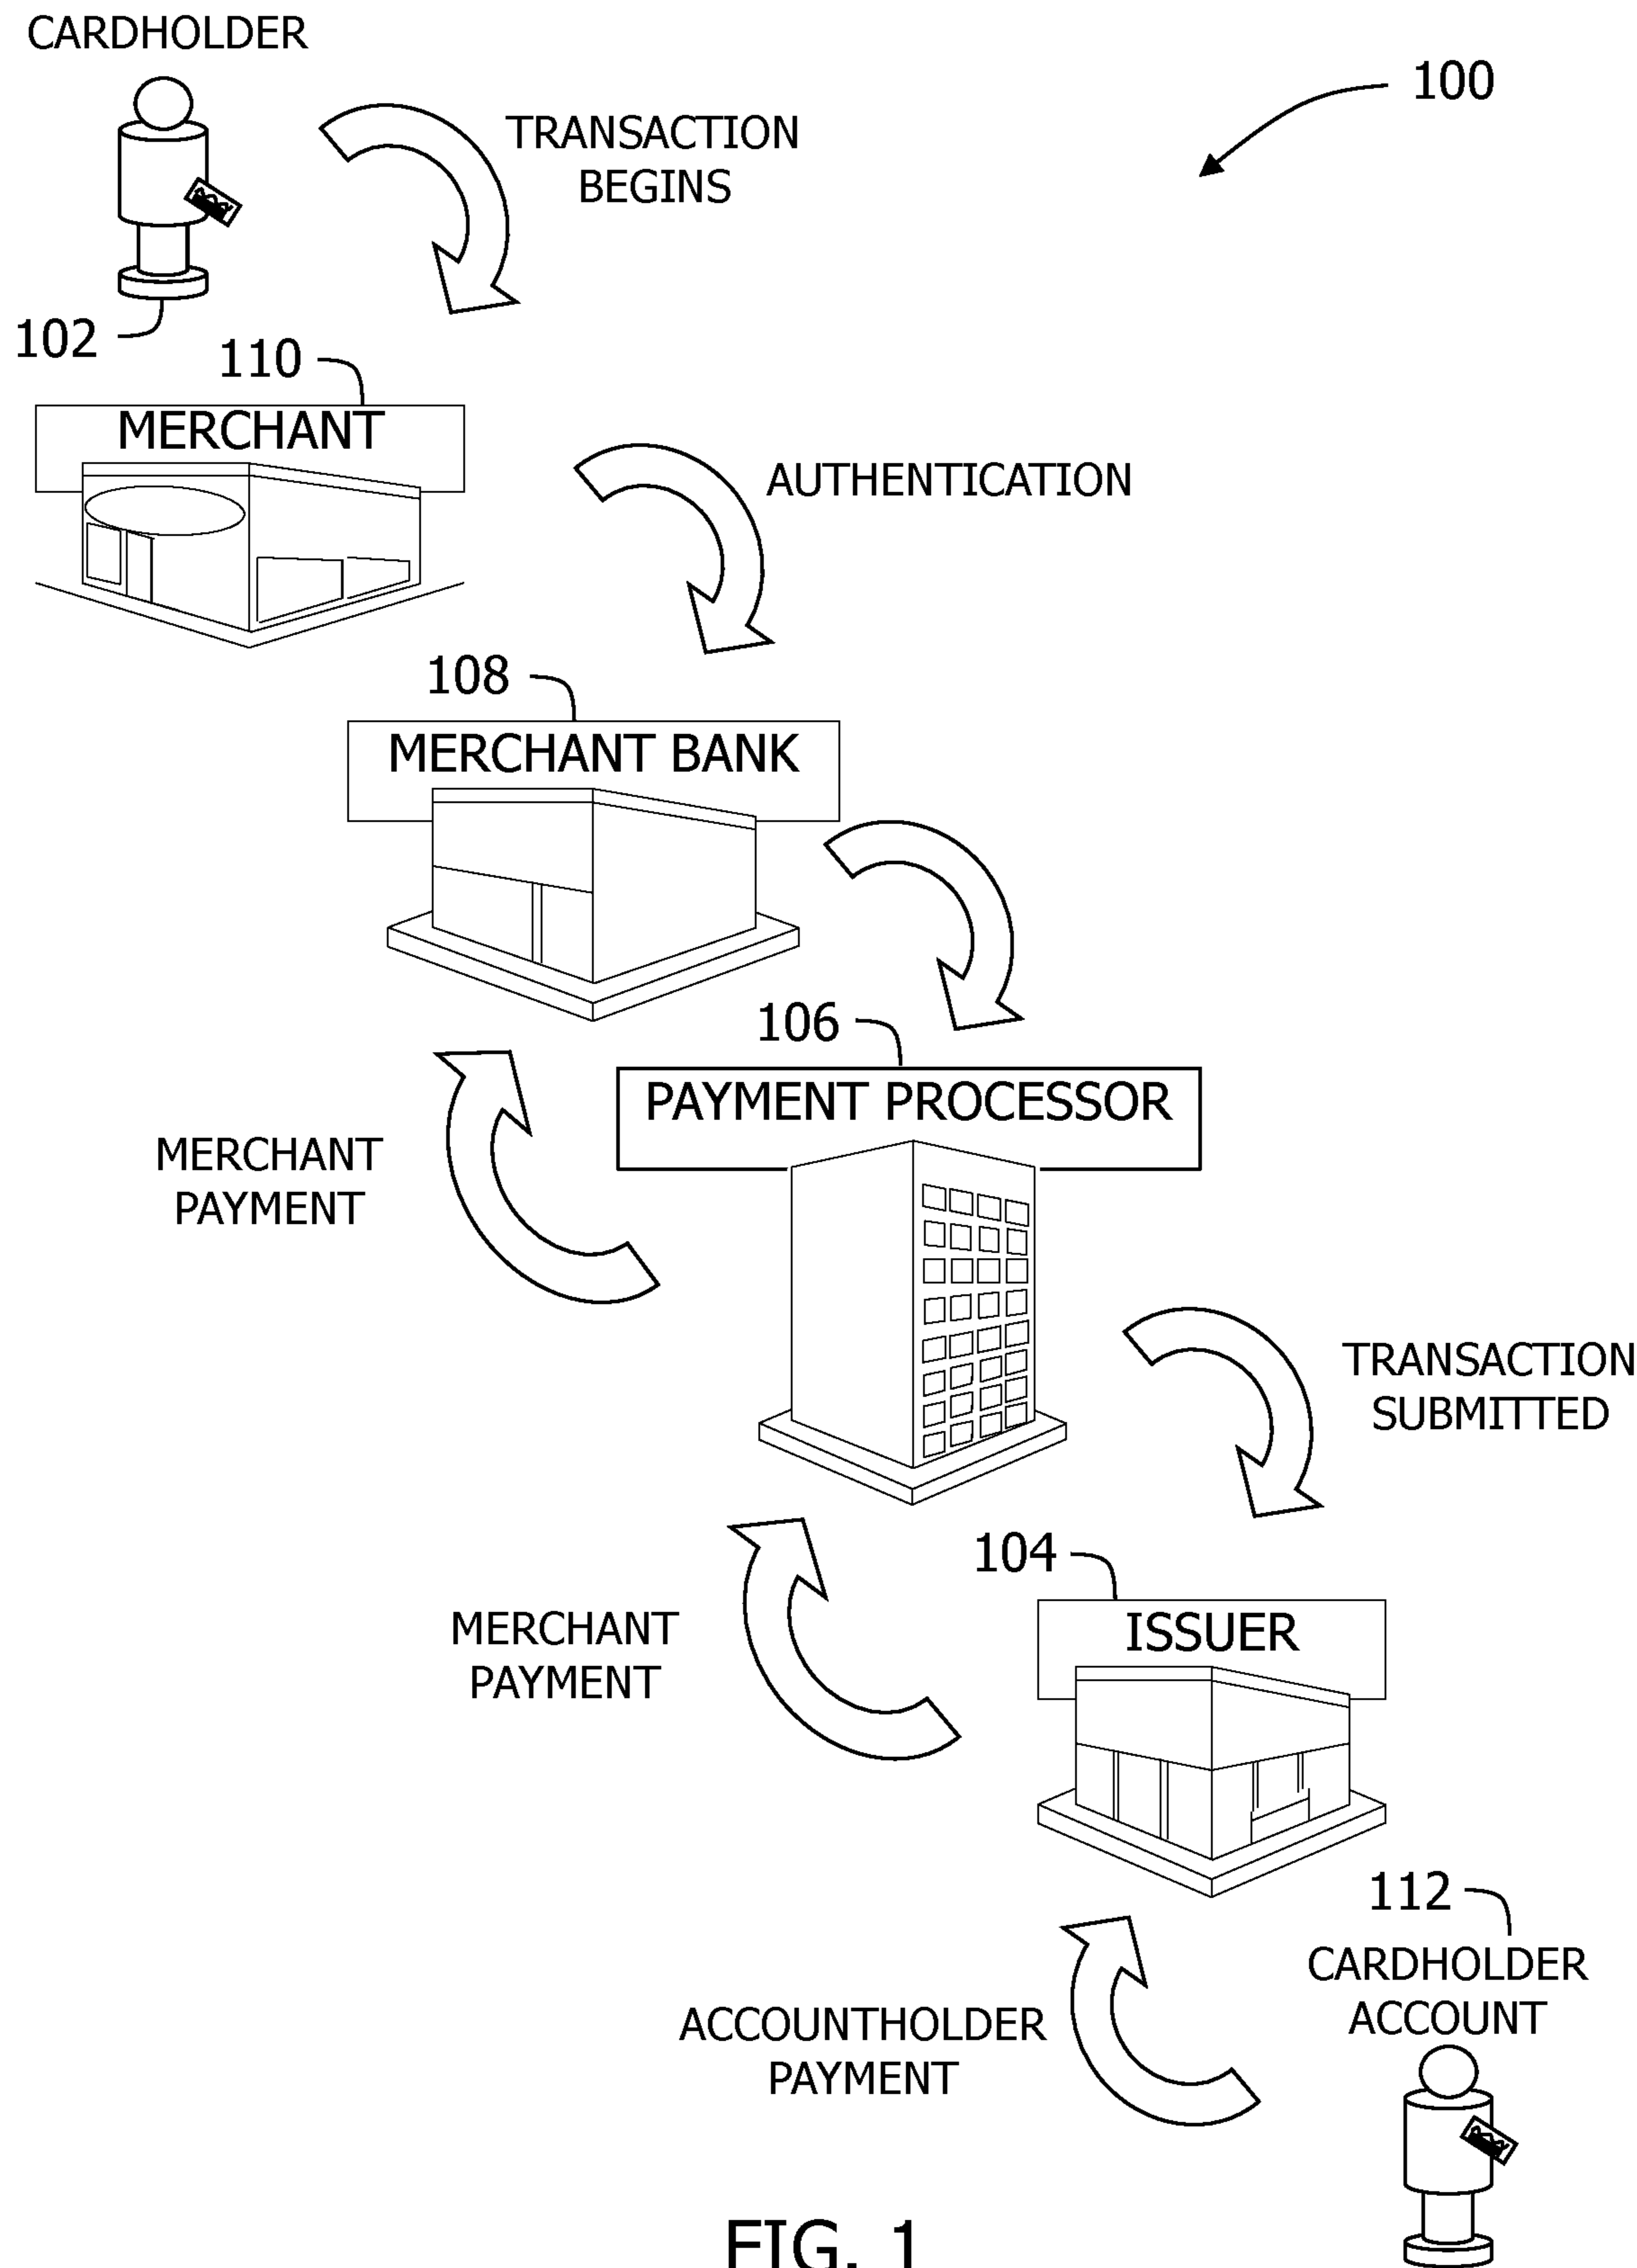 CARDHOLDER
100
TRANSACTION
BEGINS
102
110
MERCHANT
AUTHENTICATION
108
MERCHANT BANK
106
PAYMENT PROCESSOR
MERCHANT
PAYMENT
TRANSACTION
SUBMITTED
104
MERCHANT
PAYMENT
ISSUER
112
CARDHOLDER
ACCOUNT
ACCOUNTHOLDER
PAYMENT
FIG. 1